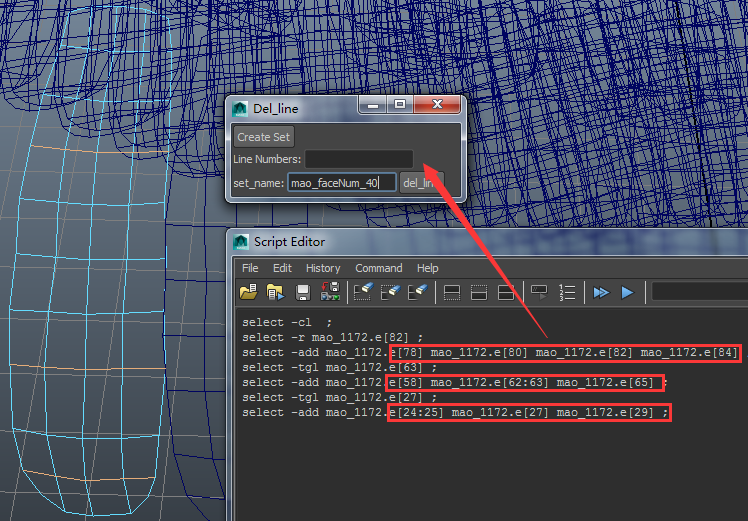 Del_line
Create Set
Line Numbers:
set_name: mao_faceNum_40 del_lin
Script Editor
File Edit History Command Help
select -cl  ;
select -r mao_1172.e[82] ;
select -add mao_1172.e[78] mao_1172.e[80] mao_1172.e[82] mao_1172.e[84]
select -tgl mao_1172.e[63] ;
select -add mao_1172.e[58] mao_1172.e[62:63] mao_1172.e[65] ;
select -tgl mao_1172.e[27] ;
select -add mao_1172.e[24:25] mao_1172.e[27] mao_1172.e[29] ;